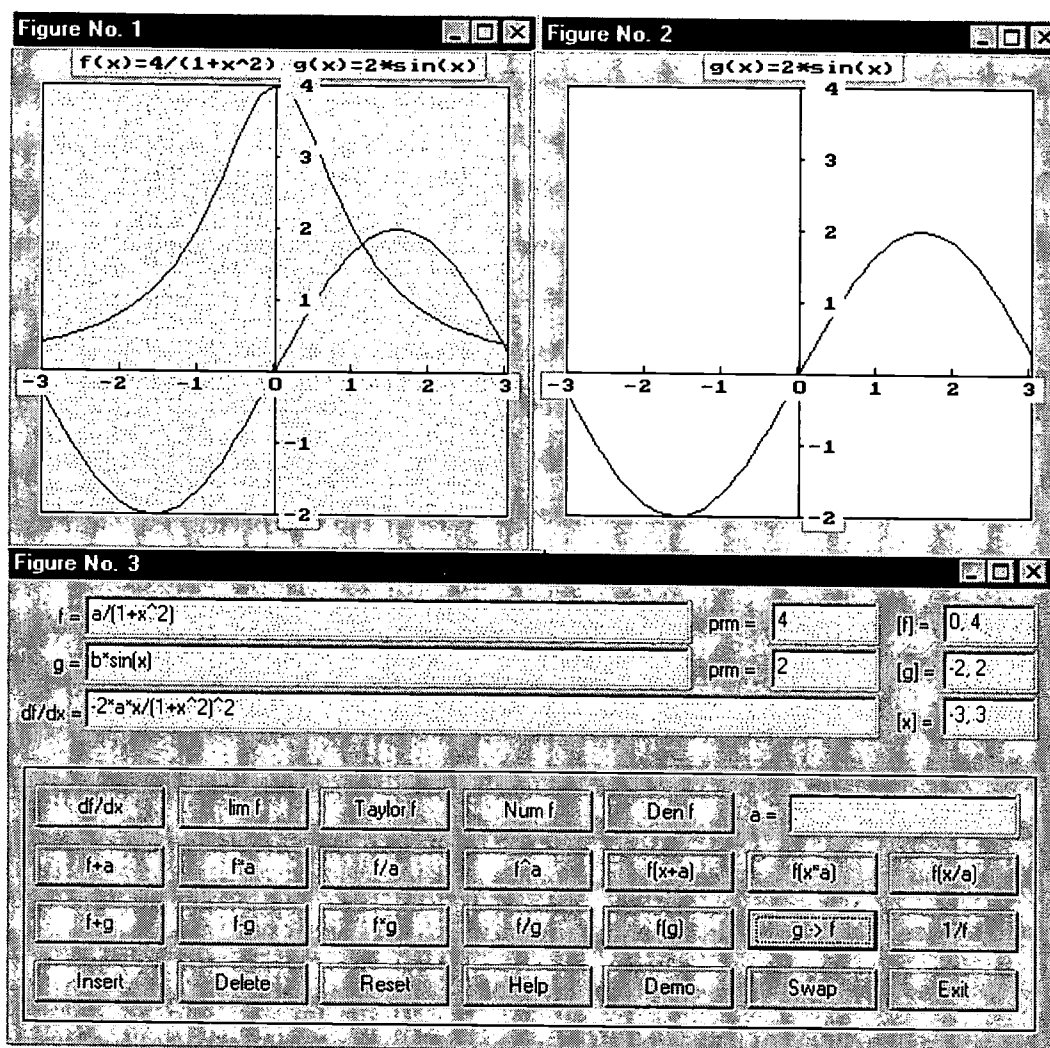 Figure No. 1
f(x)=4/(1+x^2) g(x)=2*sin(x)
4
3
2
1
-3 -2 -1 0 1 2 3
-1
-2
Figure No. 2
g(x)=2*sin(x)
4
3
2
1
-3 -2 -1 0 1 2 3
-1
-2
Figure No. 3
f = a/(1+x^2) prm = 4 [f] = 0, 4
g = b*sin(x) prm = 2 [g] = -2, 2
df/dx = -2*a*x/(1+x^2)^2 [x] = -3, 3
df/dx lim f Taylor f Num f Den f a =
f+a f*a f/a f^a f(x+a) f(x*a) f(x/a)
f+g f-g f*g f/g f(g) g -> f 1/f
Insert Delete Reset Help Demo Swap Exit